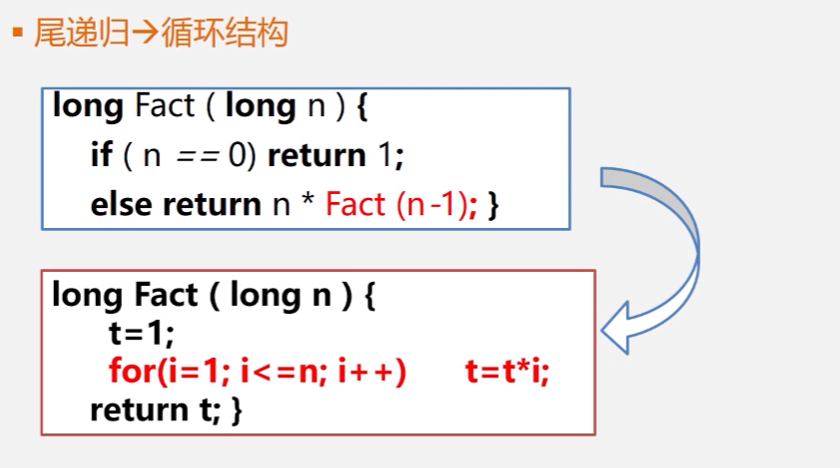 ▪ 尾递归→循环结构
long Fact ( long n ) {
if ( n == 0) return 1;
else return n * Fact (n-1); }
long Fact ( long n ) {
t=1;
for(i=1; i<=n; i++) t=t*i;
return t; }